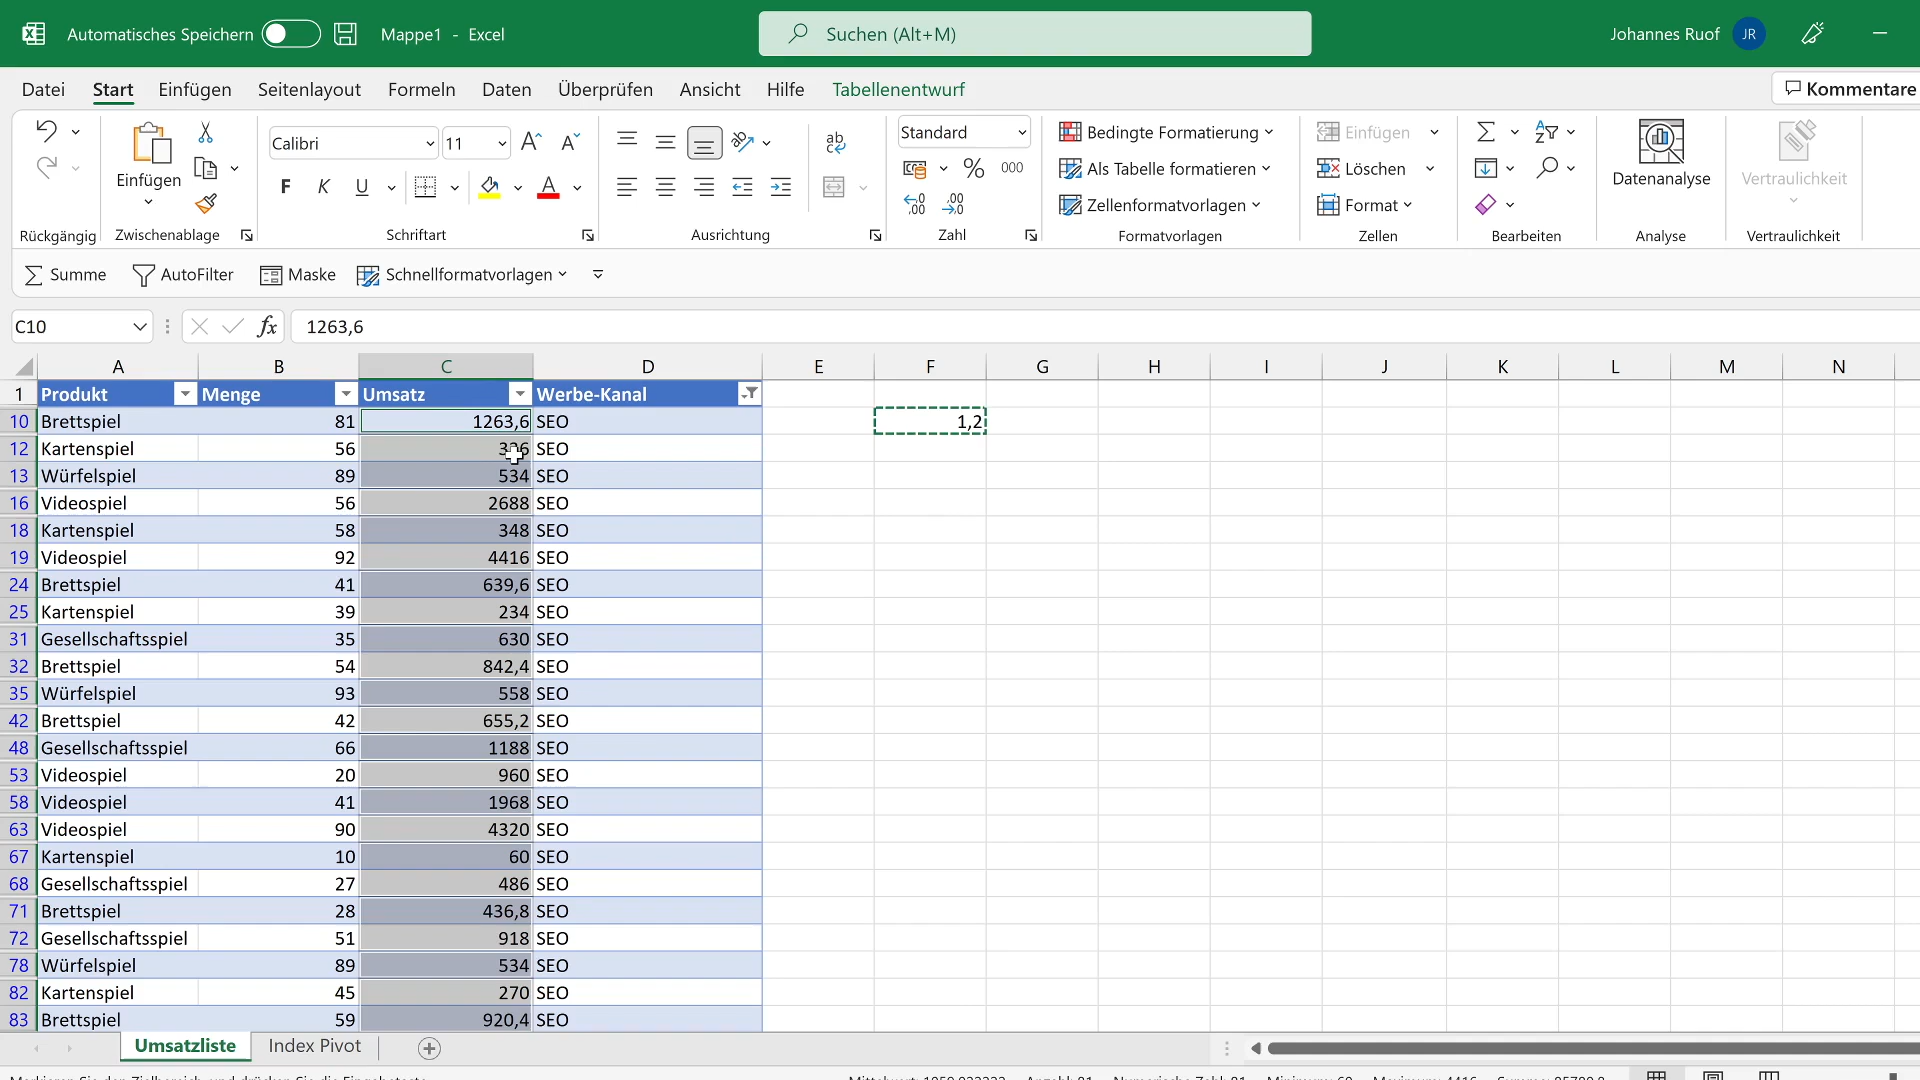 Automatisches Speichern
Mappe1 - Excel
Suchen (Alt+M)
Johannes Ruof JR
Datei Start Einfügen Seitenlayout Formeln Daten Überprüfen Ansicht Hilfe Tabellenentwurf Kommentare
Einfügen
Calibri 11
F K U A
ab
Standard
% 000
Bedingte Formatierung
Als Tabelle formatieren
Zellenformatvorlagen
Einfügen
Löschen
Format
Datenanalyse
Vertraulichkeit
Rückgängig Zwischenablage Schriftart Ausrichtung Zahl Formatvorlagen Zellen Bearbeiten Analyse Vertraulichkeit
Summe AutoFilter Maske Schnellformatvorlagen
C10 fx 1263,6
A B C D E F G H I J K L M N
1 Produkt Menge Umsatz Werbe-Kanal
10 Brettspiel 81 1263,6 SEO 1,2
12 Kartenspiel 56 SEO
13 Würfelspiel 89 534 SEO
16 Videospiel 56 2688 SEO
18 Kartenspiel 58 348 SEO
19 Videospiel 92 4416 SEO
24 Brettspiel 41 639,6 SEO
25 Kartenspiel 39 234 SEO
31 Gesellschaftsspiel 35 630 SEO
32 Brettspiel 54 842,4 SEO
35 Würfelspiel 93 558 SEO
42 Brettspiel 42 655,2 SEO
48 Gesellschaftsspiel 66 1188 SEO
53 Videospiel 20 960 SEO
58 Videospiel 41 1968 SEO
63 Videospiel 90 4320 SEO
67 Kartenspiel 10 60 SEO
68 Gesellschaftsspiel 27 486 SEO
71 Brettspiel 28 436,8 SEO
72 Gesellschaftsspiel 51 918 SEO
78 Würfelspiel 89 534 SEO
82 Kartenspiel 45 270 SEO
83 Brettspiel 59 920,4 SEO
Umsatzliste Index Pivot